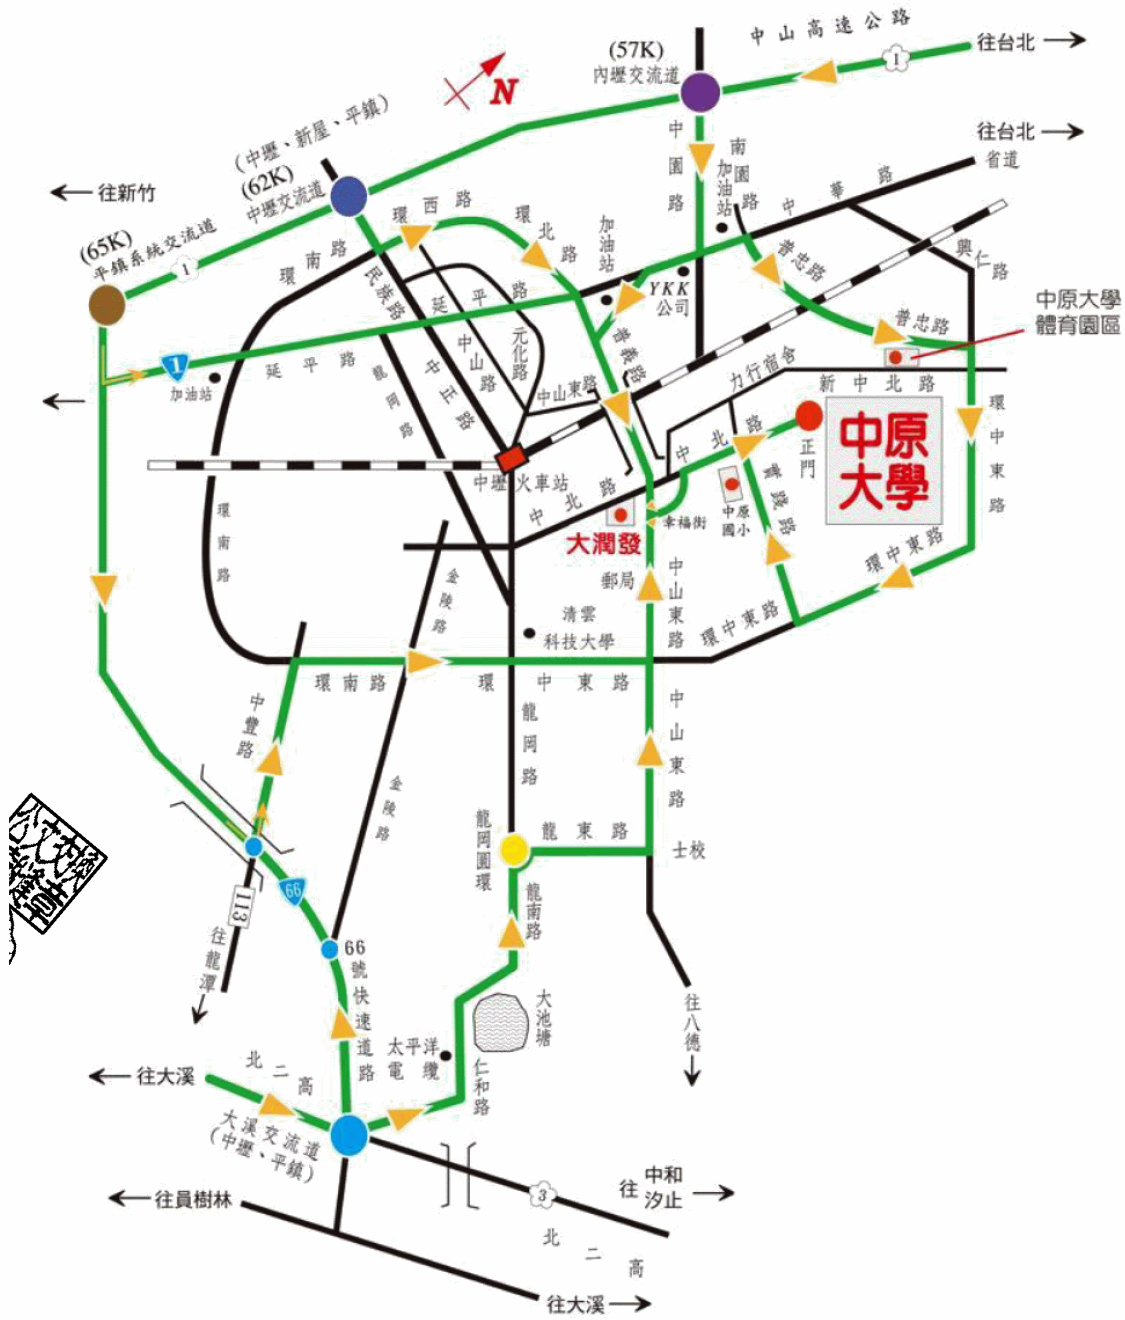 中山高速公路
1
往台北
(57K)
內壢交流道
N
往台北
省道
(中壢、新屋、平鎮)
(62K)
中壢交流道
往新竹
(65K)
平鎮系統交流道
1
環西路
環北路
加油站
中園路
南園路
加油站
中華路
興仁路
環南路
民族路
延平路
YKK
公司
普忠路
普忠路
中原大學
體育園區
1
加油站
延平路
龍岡路
中正路
中山路
元化路
中山東路
普義路
力行宿舍
新中北路
環中東路
中原
大學
正門
中北路
實踐路
中原
國小
中壢火車站
中北路
大潤發
幸福街
環南路
金陵路
郵局
中山東路
清雲
科技大學
環中東路
環中東路
環南路
環中東路
中豐路
龍岡路
中山東路
金陵路
龍岡圓環
龍東路
士校
66
113
往龍潭
66
號快速道路
龍南路
大池塘
往八德
太平洋
電纜
仁和路
往大溪
北二高
大溪交流道
(中壢、平鎮)
往員樹林
3
往
中和
汐止
北二高
往大溪